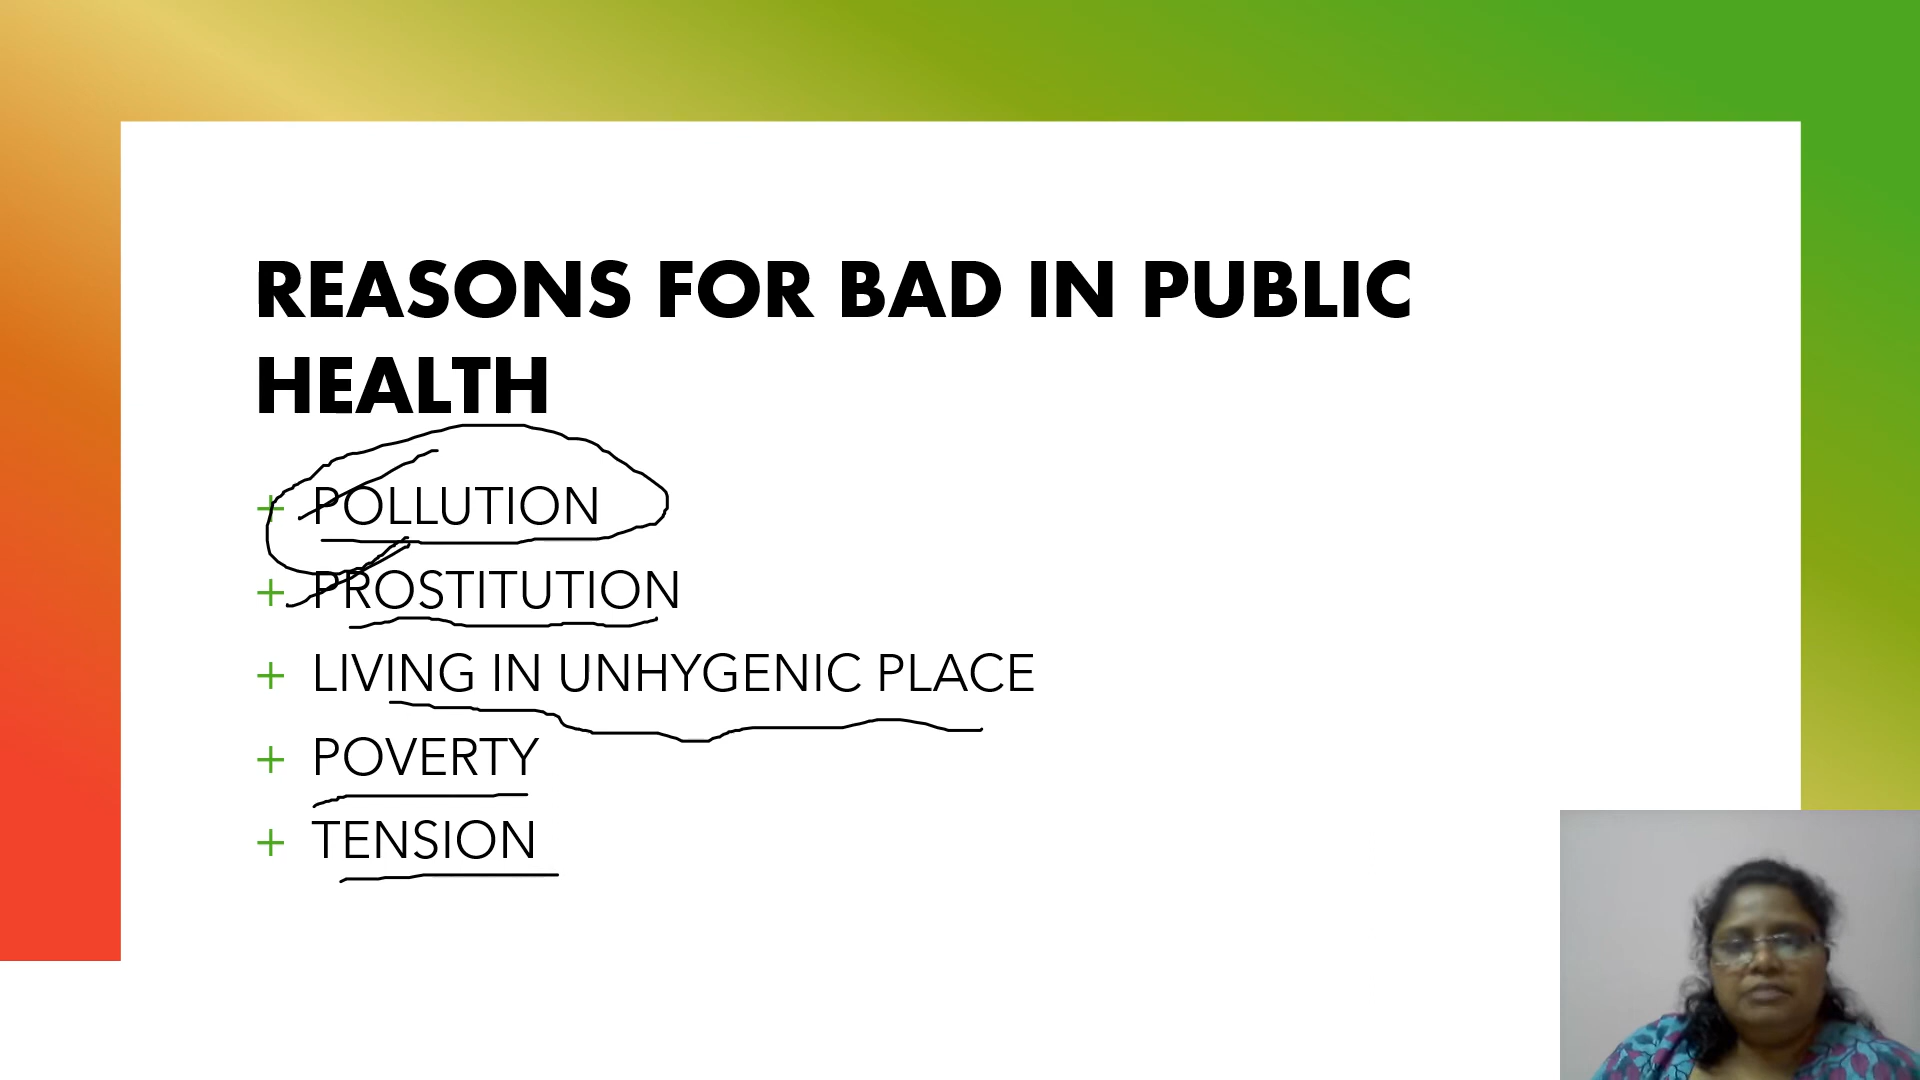 REASONS FOR BAD IN PUBLIC
HEALTH
+ POLLUTION
+ PROSTITUTION
+ LIVING IN UNHYGENIC PLACE
+ POVERTY
+ TENSION